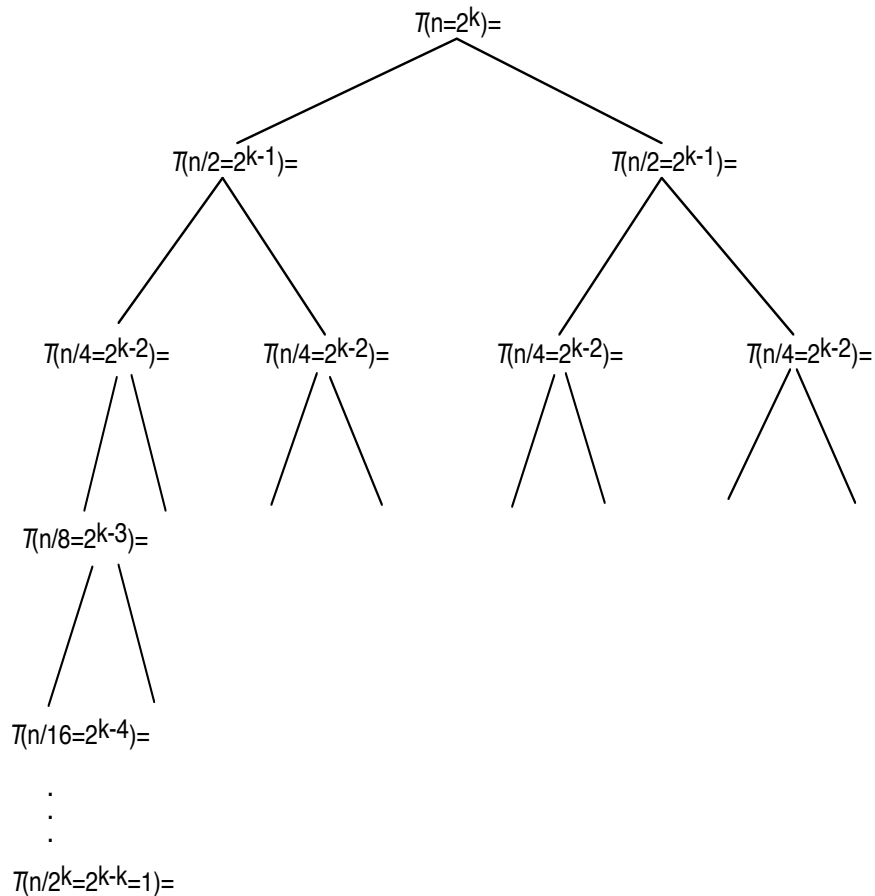 T(n=2^k)=
T(n/2=2^k-1)= T(n/2=2^k-1)=
T(n/4=2^k-2)= T(n/4=2^k-2)= T(n/4=2^k-2)= T(n/4=2^k-2)=
T(n/8=2^k-3)=
T(n/16=2^k-4)=
.
.
.
T(n/2^k=2^k-k=1)=